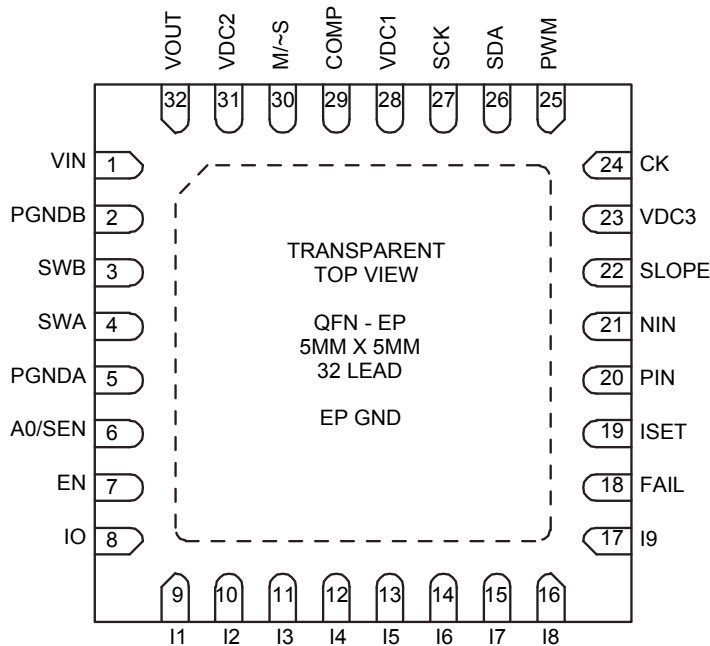 VOUT
VDC2
M/~S
COMP
VDC1
SCK
SDA
PWM
32 31 30 29 28 27 26 25
VIN 1
PGNDB 2
SWB 3
SWA 4
PGNDA 5
A0/SEN 6
EN 7
IO 8
TRANSPARENT
TOP VIEW
QFN - EP
5MM X 5MM
32 LEAD
EP GND
24 CK
23 VDC3
22 SLOPE
21 NIN
20 PIN
19 ISET
18 FAIL
17 I9
9 10 11 12 13 14 15 16
I1 I2 I3 I4 I5 I6 I7 I8